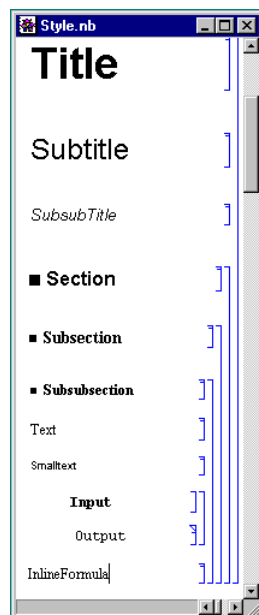 Style.nb
Title
Subtitle
SubsubTitle
Section
Subsection
Subsubsection
Text
Smalltext
Input
Output
InlineFormula